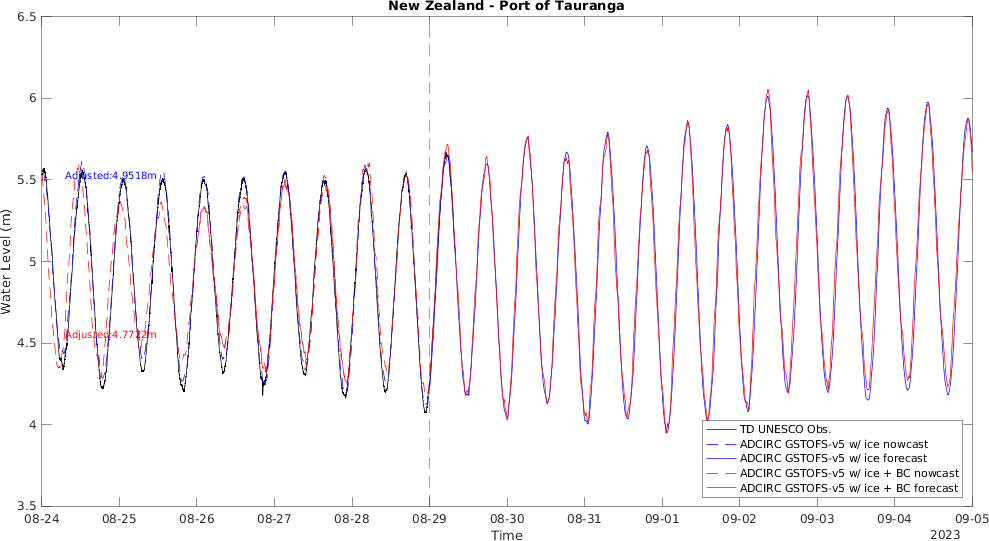 New Zealand - Port of Tauranga
6.5
6
5.5
5
4.5
4
3.5
Water Level (m)
Adjusted:4.9518m
Adjusted:4.7722m
TD UNESCO Obs.
ADCIRC GSTOFS-v5 w/ ice nowcast
ADCIRC GSTOFS-v5 w/ ice forecast
ADCIRC GSTOFS-v5 w/ ice + BC nowcast
ADCIRC GSTOFS-v5 w/ ice + BC forecast
08-24 08-25 08-26 08-27 08-28 08-29 08-30 08-31 09-01 09-02 09-03 09-04 09-05
Time
2023